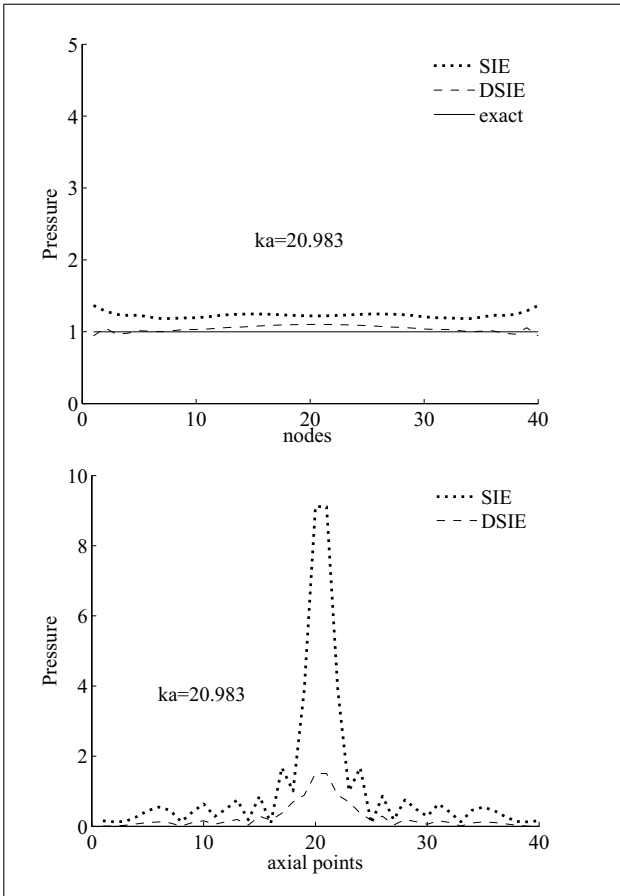 5
SIE
DSIE
exact
4
3
Pressure
ka=20.983
2
1
0
0 10 20 30 40
nodes
10
SIE
DSIE
8
6
Pressure
ka=20.983
4
2
0
0 10 20 30 40
axial points